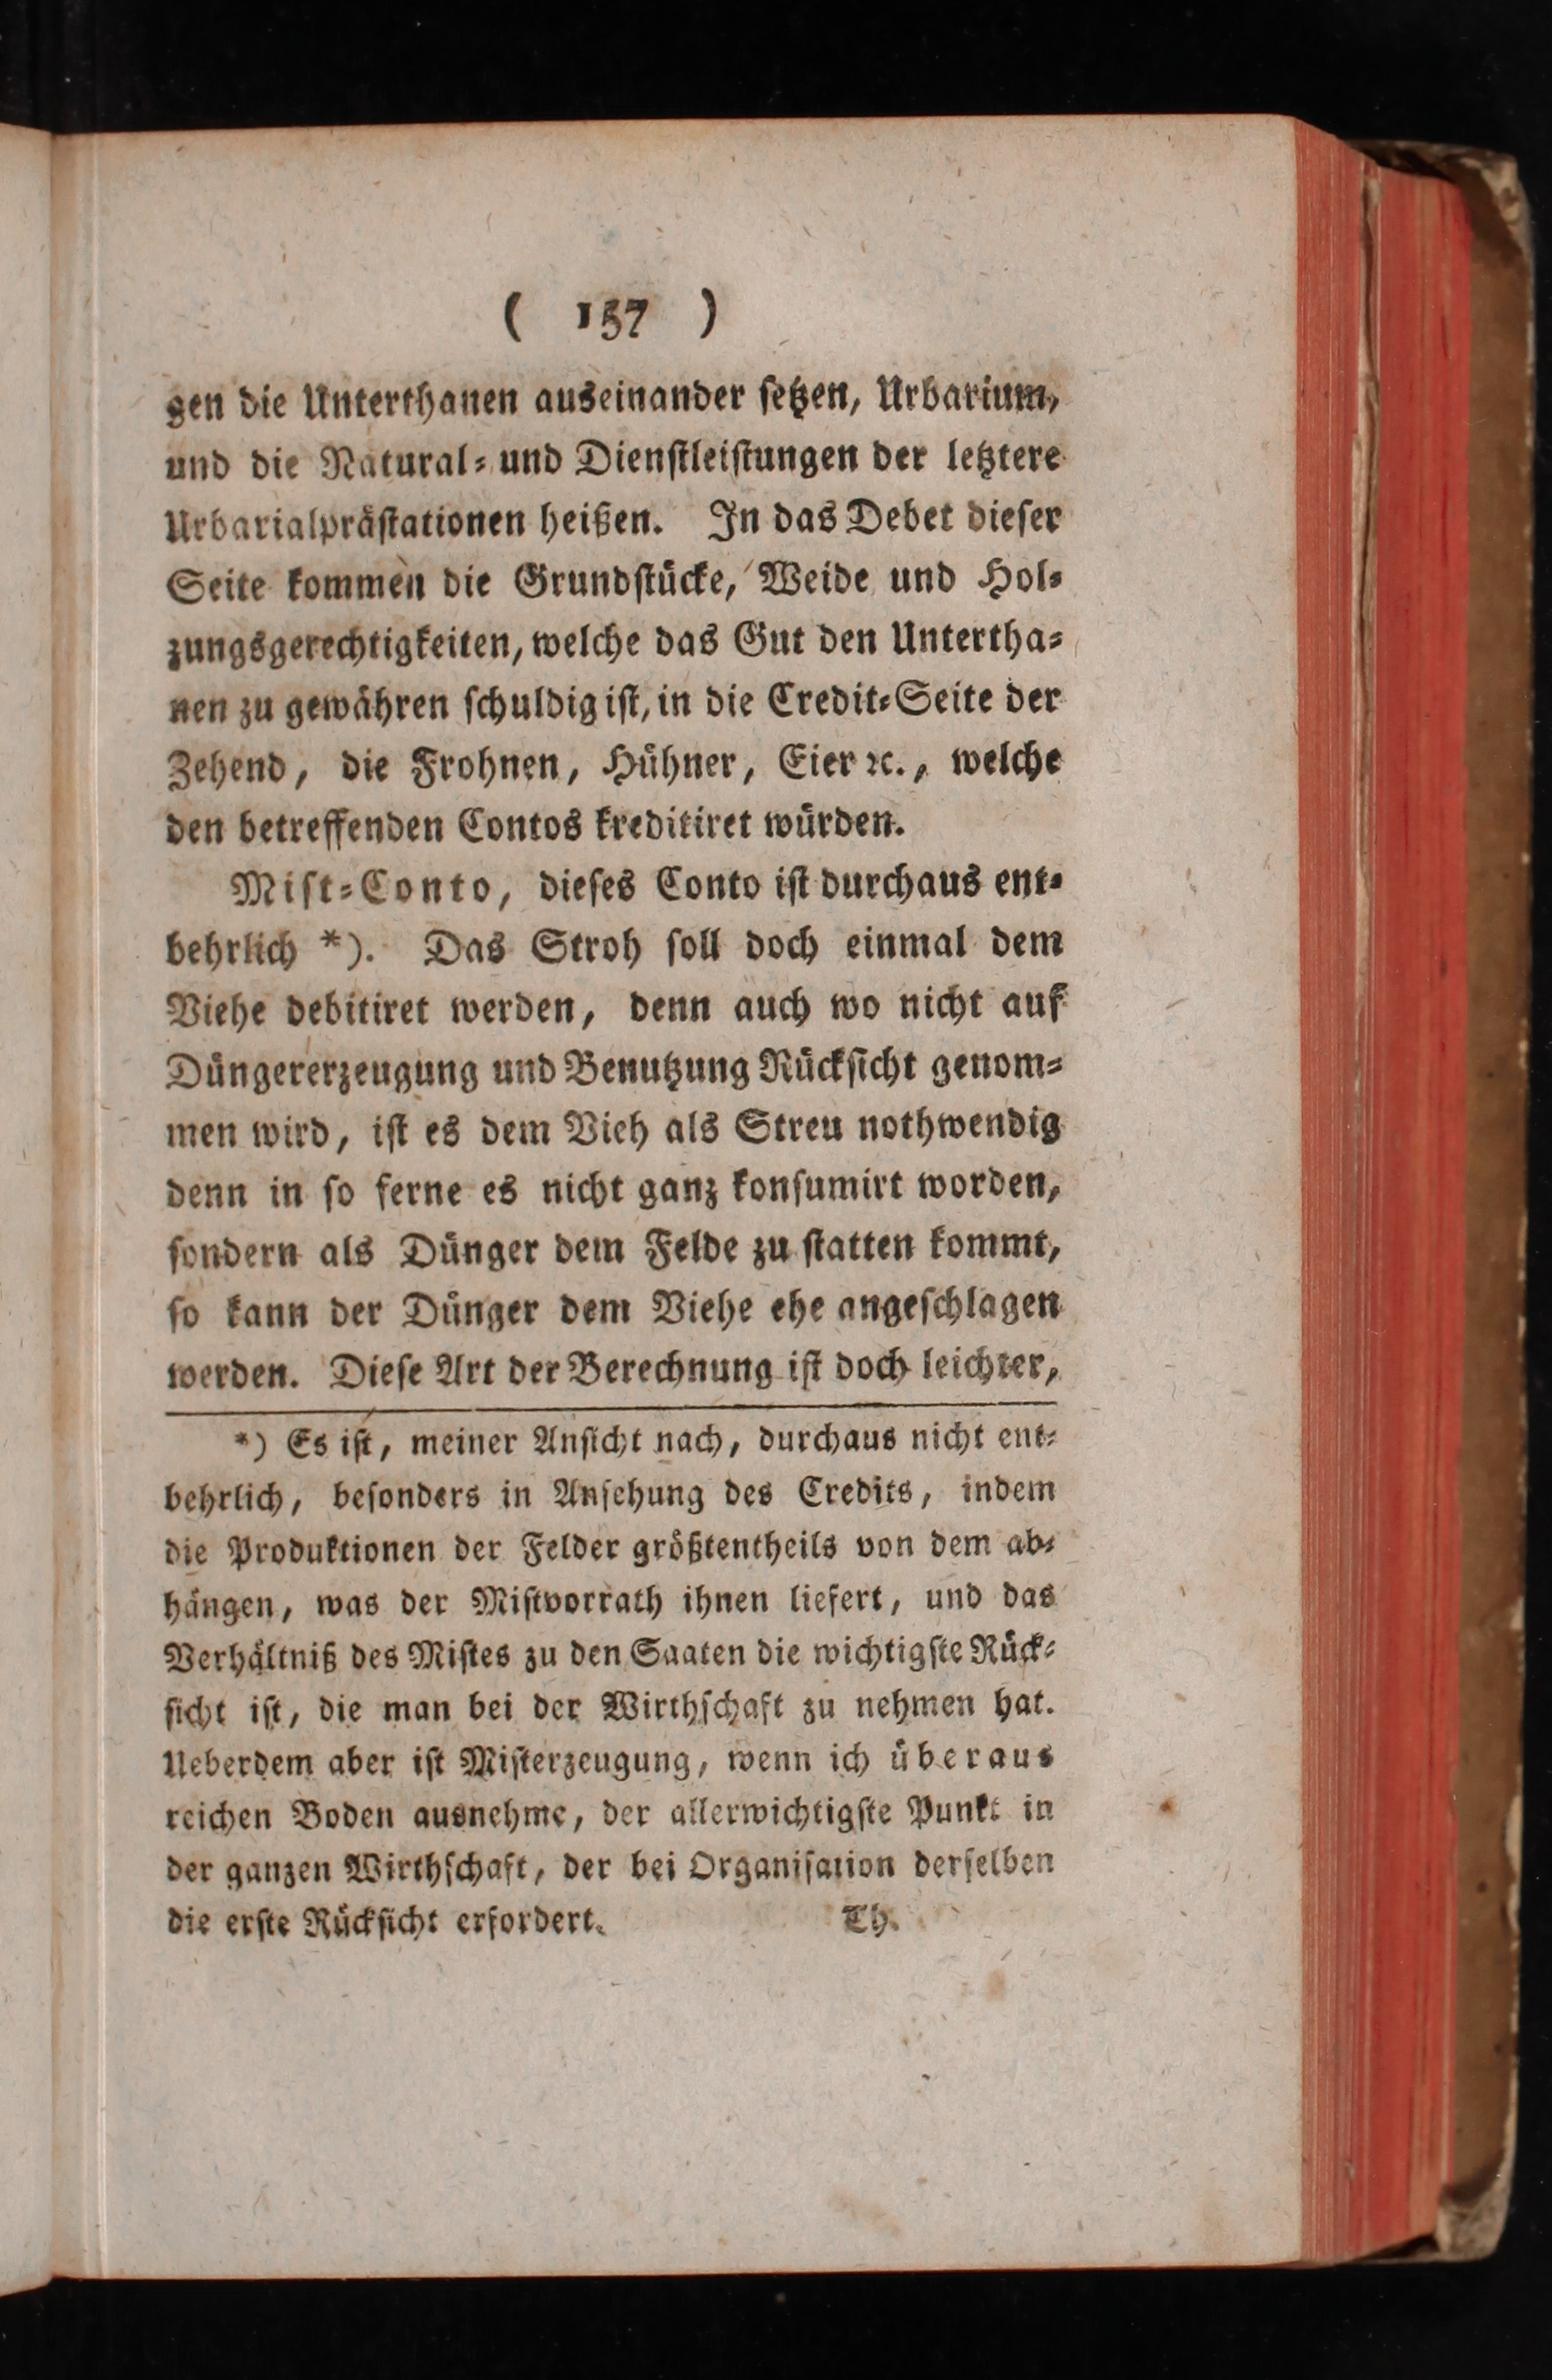 ( 157 )
gen die Unterthanen auseinander ſetzen, Urbarium,
und die Natural- und Dienſtleiſtungen der letztere
Urbarialpräſtationen heißen. In das Debet dieſer
Seite kommen die Grundſtücke, Weide und Hol-
zungsgerechtigkeiten, welche das Gut den Untertha-
nen zu gewähren ſchuldig iſt, in die Credit-Seite der
Zehend, die Frohnen, Hühner, Eier ꝛc., welche
den betreffenden Contos kreditiret würden.
Miſt-Conto, dieſes Conto iſt durchaus ent-
behrlich *). Das Stroh ſoll doch einmal dem
Viehe debitiret werden, denn auch wo nicht auf
Düngererzeugung und Benutzung Rückſicht genom-
men wird, iſt es dem Vieh als Streu nothwendig
denn in ſo ferne es nicht ganz konſumirt worden,
ſondern als Dünger dem Felde zu ſtatten kommt,
ſo kann der Dünger dem Viehe ehe angeſchlagen
werden. Dieſe Art der Berechnung iſt doch leichter,
*) Es iſt, meiner Anſicht nach, durchaus nicht ent-
behrlich, beſonders in Anſehung des Credits, indem
die Produktionen der Felder größtentheils von dem ab-
hängen, was der Miſtvorrath ihnen liefert, und das
Verhältniß des Miſtes zu den Saaten die wichtigſte Rück-
ſicht iſt, die man bei der Wirthſchaft zu nehmen hat.
Ueberdem aber iſt Miſterzeugung, wenn ich überaus
reichen Boden ausnehme, der allerwichtigſte Punkt in
der ganzen Wirthſchaft, der bei Organiſation derſelben
die erſte Rückſicht erfordert. Th.